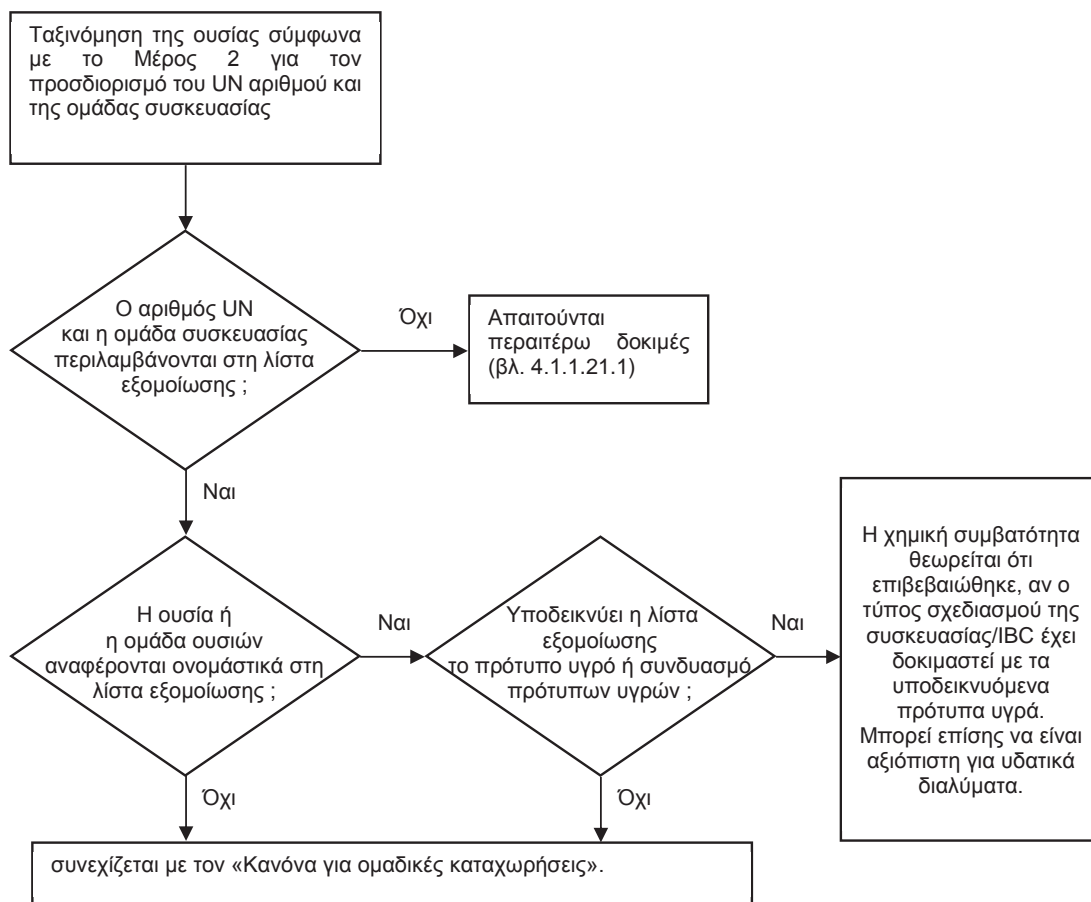 Ταξινόμηση της ουσίας σύμφωνα
με το Μέρος 2 για τον
προσδιορισμό του UN αριθμού και
της ομάδας συσκευασίας
Ο αριθμός UN
και η ομάδα συσκευασίας
περιλαμβάνονται στη λίστα
εξομοίωσης ;
Όχι
Απαιτούνται
περαιτέρω δοκιμές
(βλ. 4.1.1.21.1)
Ναι
Η ουσία ή
η ομάδα ουσιών
αναφέρονται ονομάστικά στη
λίστα εξομοίωσης ;
Ναι
Υποδεικνύει η λίστα
εξομοίωσης
το πρότυπο υγρό ή συνδυασμό
πρότυπων υγρών ;
Ναι
Η χημική συμβατότητα
θεωρείται ότι
επιβεβαιώθηκε, αν ο
τύπος σχεδιασμού της
συσκευασίας/IBC έχει
δοκιμαστεί με τα
υποδεικνυόμενα
πρότυπα υγρά.
Μπορεί επίσης να είναι
αξιόπιστη για υδατικά
διαλύματα.
Όχι
Όχι
συνεχίζεται με τον «Κανόνα για ομαδικές καταχωρήσεις».